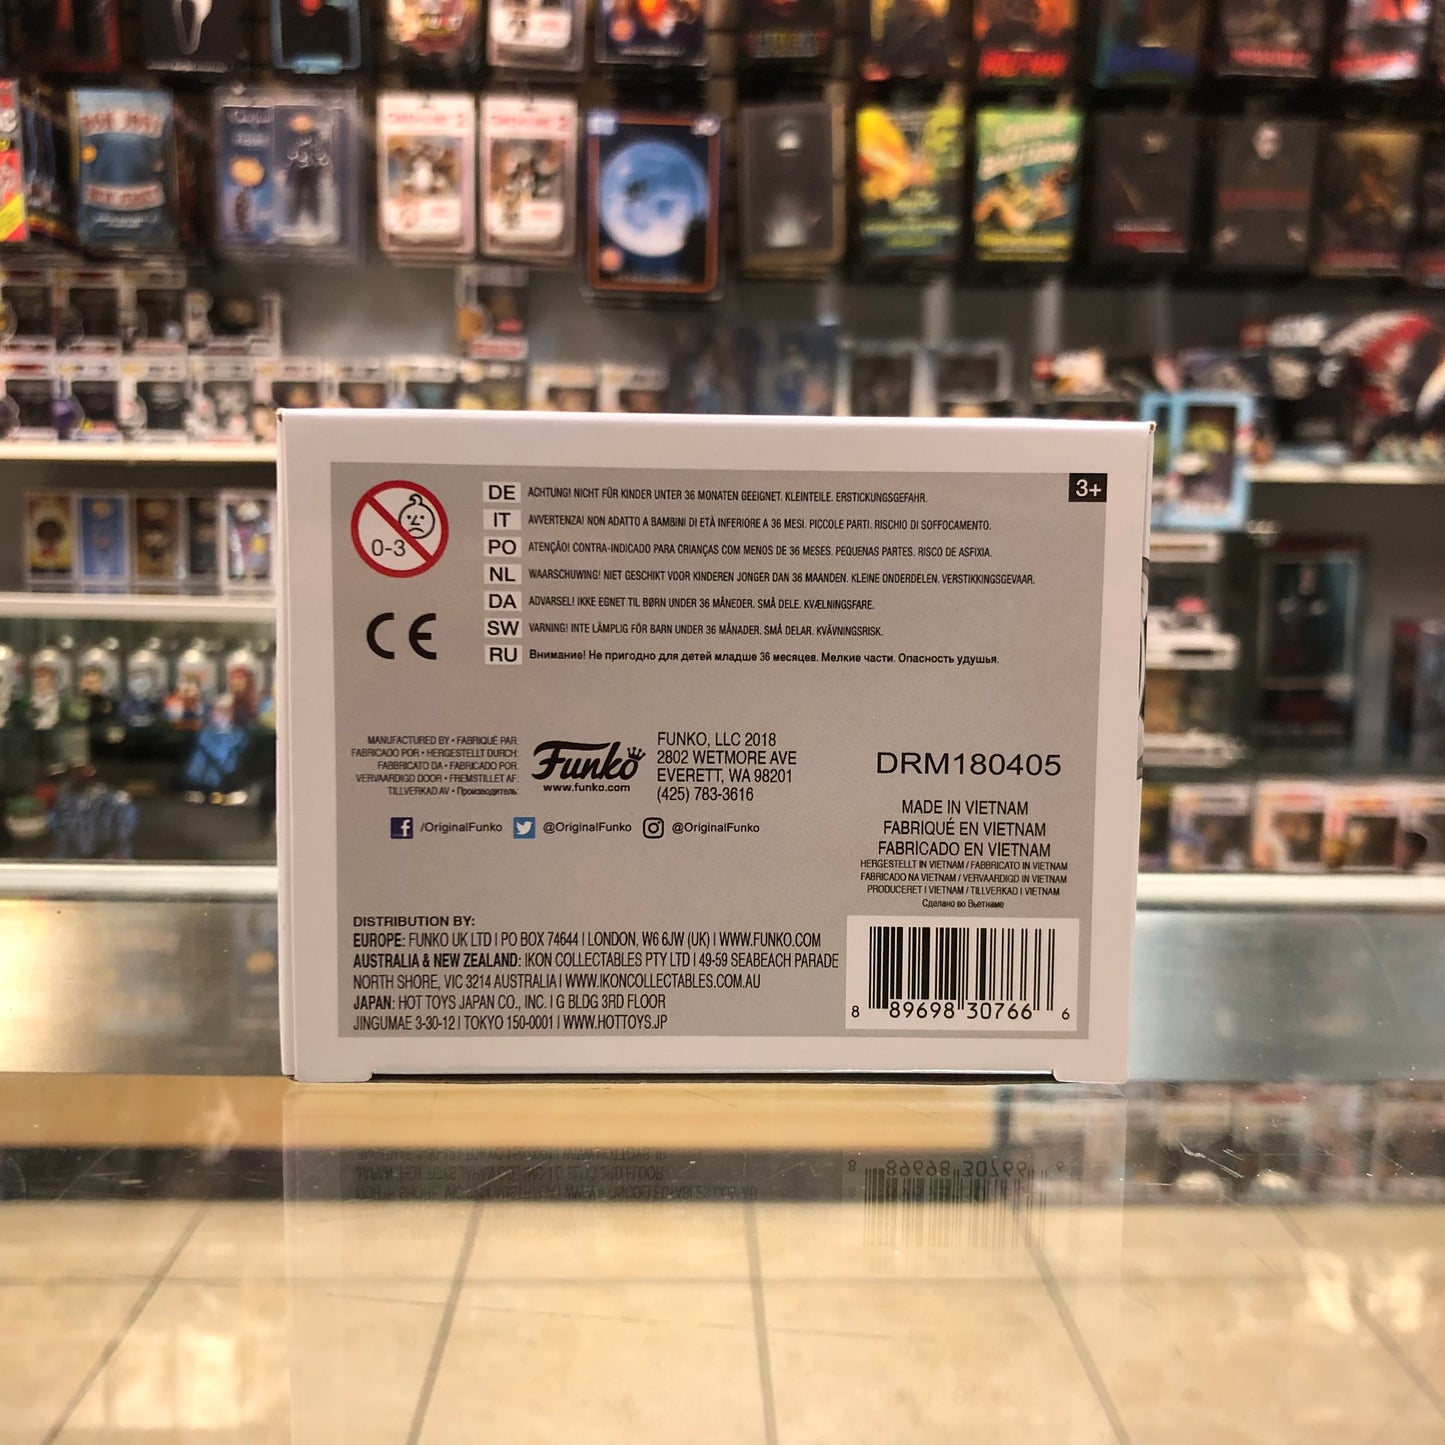 3+
0-3
DE ACHTUNG! NICHT FÜR KINDER UNTER 36 MONATEN GEEIGNET. KLEINTEILE. ERSTICKUNGSGEFAHR.
IT AVVERTENZA! NON ADATTO A BAMBINI DI ETÀ INFERIORE A 36 MESI. PICCOLE PARTI. RISCHIO DI SOFFOCAMENTO.
PO ATENÇÃO! CONTRA-INDICADO PARA CRIANÇAS COM MENOS DE 36 MESES. PEQUENAS PARTES. RISCO DE ASFIXIA.
NL WAARSCHUWING! NIET GESCHIKT VOOR KINDEREN JONGER DAN 36 MAANDEN. KLEINE ONDERDELEN. VERSTIKKINGSGEVAAR.
DA ADVARSEL! IKKE EGNET TIL BØRN UNDER 36 MÅNEDER. SMÅ DELE. KVÆLNINGSFARE.
SW VARNING! INTE LÄMPLIG FÖR BARN UNDER 36 MÅNADER. SMÅ DELAR. KVÄVNINGSRISK.
RU Внимание! Не пригодно для детей младше 36 месяцев. Мелкие части. Опасность удушья.
CE
MANUFACTURED BY • FABRIQUÉ PAR
FABRICADO POR • HERGESTELLT DURCH:
FABBRICATO DA • FABRICADO POR:
VERVAARDIGD DOOR • FREMSTILLET AF:
TILLVERKAD AV • Производитель:
Funko
www.funko.com
FUNKO, LLC 2018
2802 WETMORE AVE
EVERETT, WA 98201
(425) 783-3616
/OriginalFunko @OriginalFunko @OriginalFunko
DRM180405
MADE IN VIETNAM
FABRIQUÉ EN VIETNAM
FABRICADO EN VIETNAM
HERGESTELLT IN VIETNAM / FABBRICATO IN VIETNAM
FABRICADO NA VIETNAM / VERVAARDIGD IN VIETNAM
PRODUCERET I VIETNAM / TILLVERKAD I VIETNAM
Сделано во Вьетнаме
DISTRIBUTION BY:
EUROPE: FUNKO UK LTD | PO BOX 74644 | LONDON, W6 6JW (UK) | WWW.FUNKO.COM
AUSTRALIA & NEW ZEALAND: IKON COLLECTABLES PTY LTD | 49-59 SEABEACH PARADE
NORTH SHORE, VIC 3214 AUSTRALIA | WWW.IKONCOLLECTABLES.COM.AU
JAPAN: HOT TOYS JAPAN CO., INC. | G BLDG 3RD FLOOR
JINGUMAE 3-30-12 | TOKYO 150-0001 | WWW.HOTTOYS.JP
8 89698 30766 6